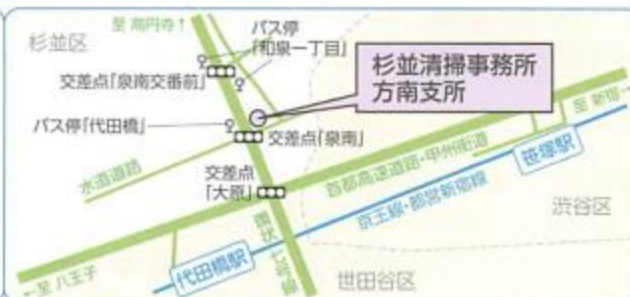 至 高円寺↑
バス停
「和泉一丁目」
杉並区
交差点「泉南交番前」
杉並清掃事務所
方南支所
至 新宿→
バス停「代田橋」
交差点「泉南」
笹塚駅
水道道路
交差点
「大原」
首都高速道路・甲州街道
渋谷区
京王線・都営新宿線
環状七号線
代田橋駅
←至 八王子
世田谷区